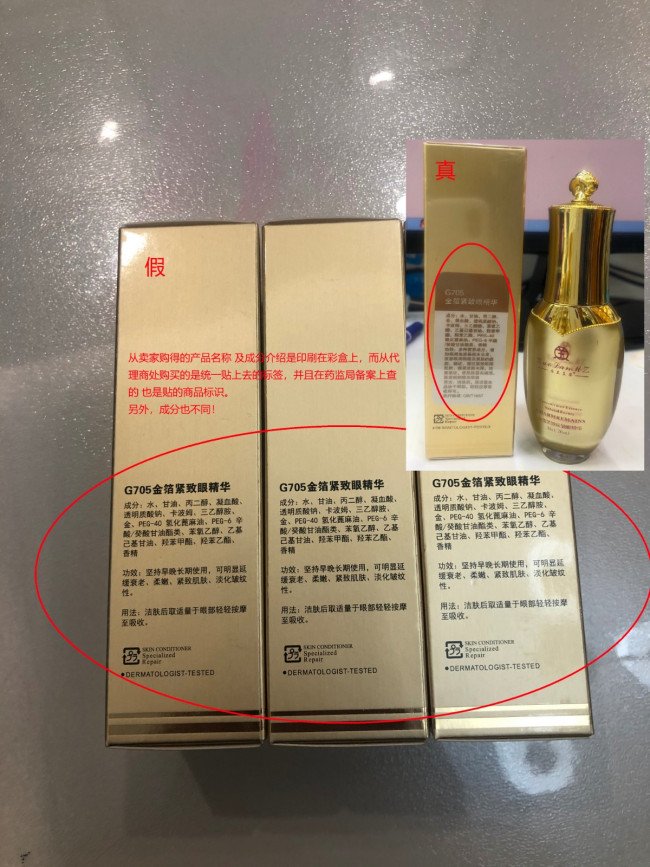 真
假
从卖家购得的产品名称 及成分介绍是印刷在彩盒上，而从代
理商处购买的是统一贴上去的标签，并且在药监局备案上查
的 也是贴的商品标识。
另外，成分也不同！
G705金箔紧致眼精华
成分：水、甘油、丙二醇、凝血酸、
透明质酸钠、卡波姆、三乙醇胺、
金、PEG-40 氢化蓖麻油、PEG-6 辛
酸/癸酸甘油酯类、苯氧乙醇、乙基
己基甘油、羟苯甲酯、羟苯乙酯、
香精
功效：坚持早晚长期使用，可明显延
缓衰老、柔嫩、紧致肌肤、淡化皱纹
性。
用法：洁肤后取适量于眼部轻轻按摩
至吸收。
SKIN CONDITIONER
Specialized
Repair
●DERMATOLOGIST-TESTED
G705金箔紧致眼精华
成分：水、甘油、丙二醇、凝血酸、
透明质酸钠、卡波姆、三乙醇胺、
金、PEG-40 氢化蓖麻油、PEG-6 辛
酸/癸酸甘油酯类、苯氧乙醇、乙基
己基甘油、羟苯甲酯、羟苯乙酯、
香精
功效：坚持早晚长期使用，可明显延
缓衰老、柔嫩、紧致肌肤、淡化皱纹
性。
用法：洁肤后取适量于眼部轻轻按摩
至吸收。
SKIN CONDITIONER
Specialized
Repair
●DERMATOLOGIST-TESTED
G705金箔紧致眼精华
成分：水、甘油、丙二醇、凝血酸、
透明质酸钠、卡波姆、三乙醇胺、
金、PEG-40 氢化蓖麻油、PEG-6 辛
酸/癸酸甘油酯类、苯氧乙醇、乙基
己基甘油、羟苯甲酯、羟苯乙酯、
香精
功效：坚持早晚长期使用，可明显延
缓衰老、柔嫩、紧致肌肤、淡化皱纹
性。
用法：洁肤后取适量于眼部轻轻按摩
至吸收。
SKIN CONDITIONER
Specialized
Repair
●DERMATOLOGIST-TESTED
G705